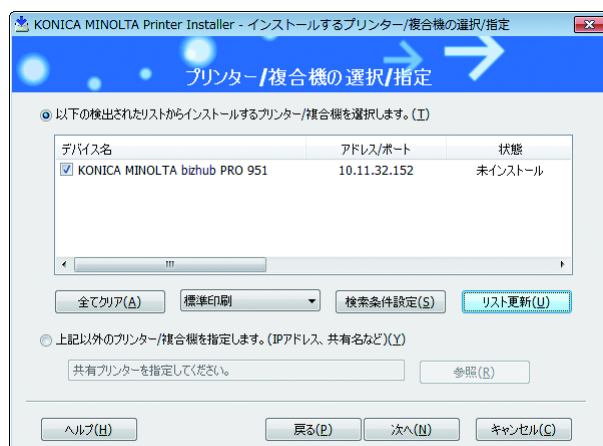 KONICA MINOLTA Printer Installer - インストールするプリンター/複合機の選択/指定
プリンター/複合機の選択/指定
以下の検出されたリストからインストールするプリンター/複合機を選択します。(T)
デバイス名 アドレス/ポート 状態
KONICA MINOLTA bizhub PRO 951 10.11.32.152 未インストール
全てクリア(A) 標準印刷 検索条件設定(S) リスト更新(U)
上記以外のプリンター/複合機を指定します。(IPアドレス、共有名など)(Y)
共有プリンターを指定してください。 参照(R)
ヘルプ(H) 戻る(P) 次へ(N) キャンセル(C)